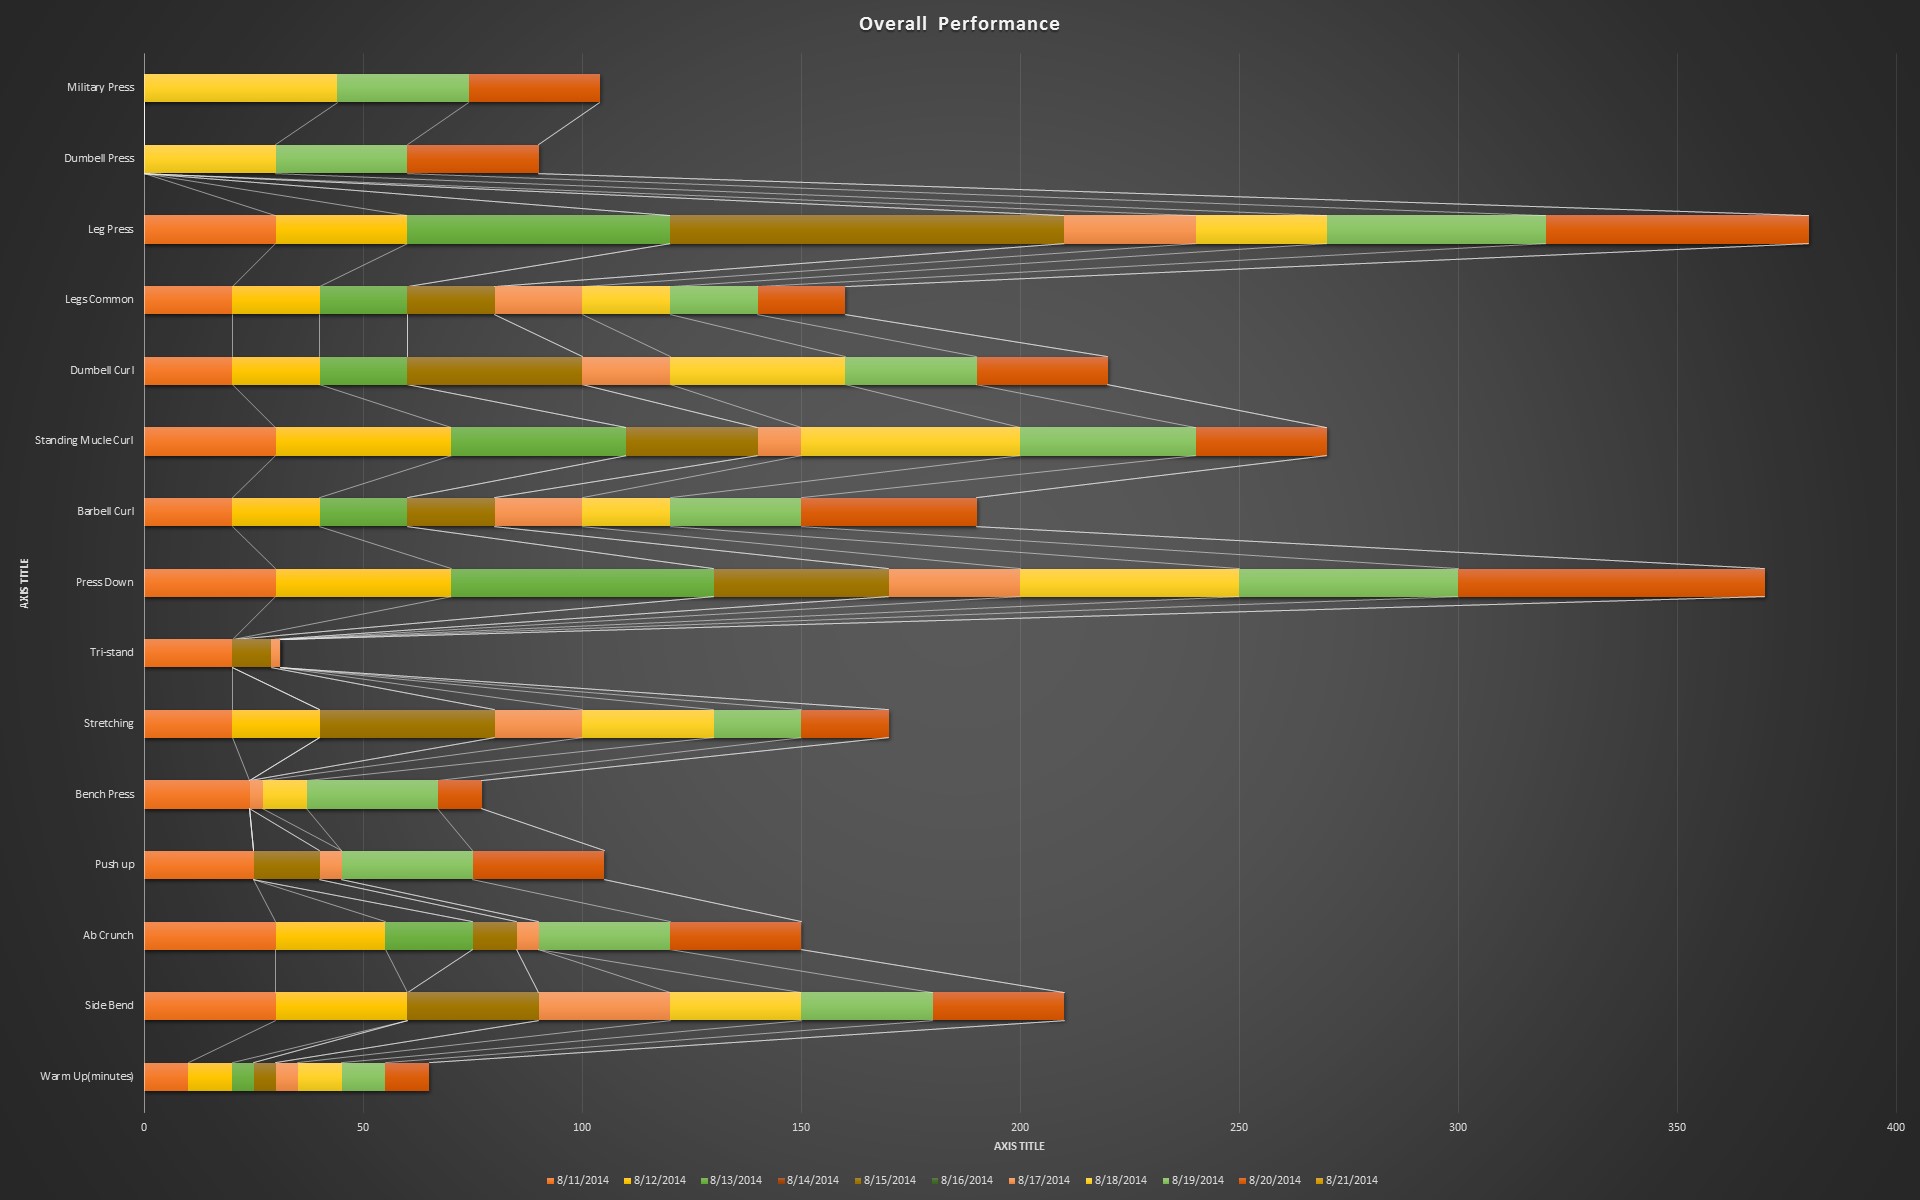 Overall Performance
Military Press
Dumbell Press
Leg Press
Legs Common
Dumbell Curl
Standing Mucle Curl
Barbell Curl
Press Down
Tri-stand
Stretching
Bench Press
Push up
Ab Crunch
Side Bend
Warm Up(minutes)
AXIS TITLE
0 50 100 150 200 250 300 350 400
AXIS TITLE
8/11/2014 8/12/2014 8/13/2014 8/14/2014 8/15/2014 8/16/2014 8/17/2014 8/18/2014 8/19/2014 8/20/2014 8/21/2014